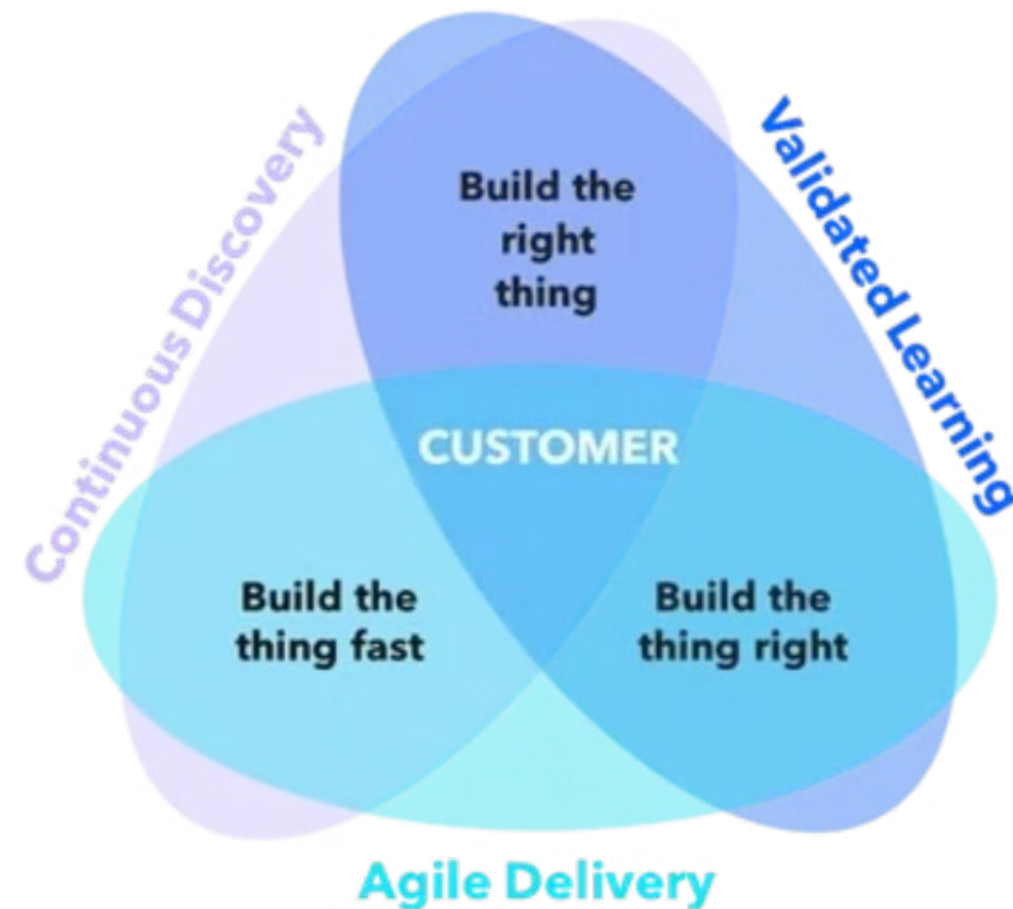 Continuous Discovery
Validated Learning
Build the
right
thing
CUSTOMER
Build the
thing fast
Build the
thing right
Agile Delivery